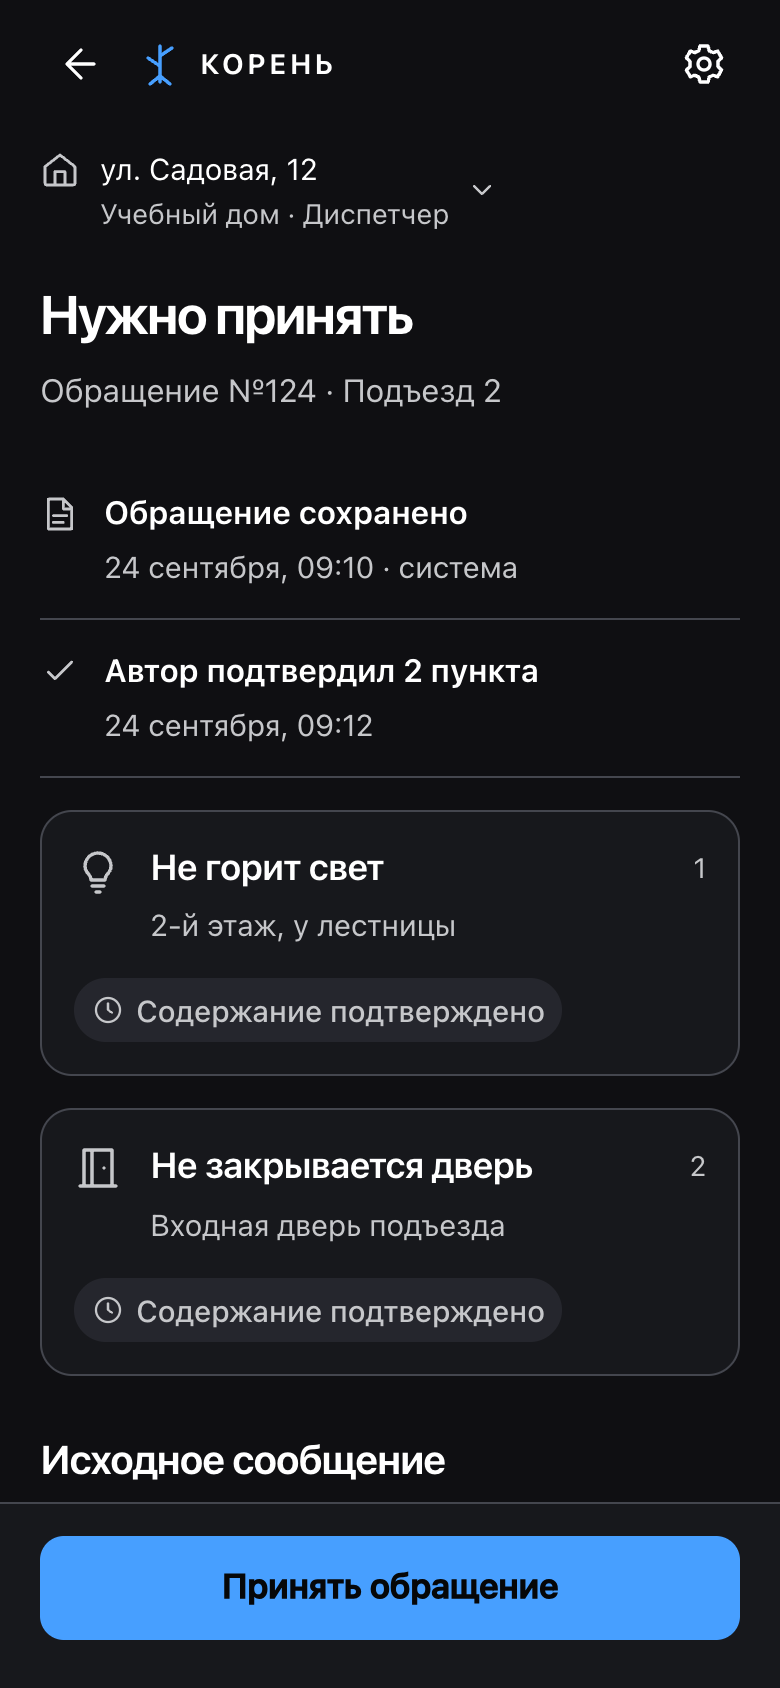 КОРЕНЬ
ул. Садовая, 12
Учебный дом · Диспетчер
Нужно принять
Обращение №124 · Подъезд 2
Обращение сохранено
24 сентября, 09:10 · система
Автор подтвердил 2 пункта
24 сентября, 09:12
Не горит свет 1
2-й этаж, у лестницы
Содержание подтверждено
Не закрывается дверь 2
Входная дверь подъезда
Содержание подтверждено
Исходное сообщение
Принять обращение